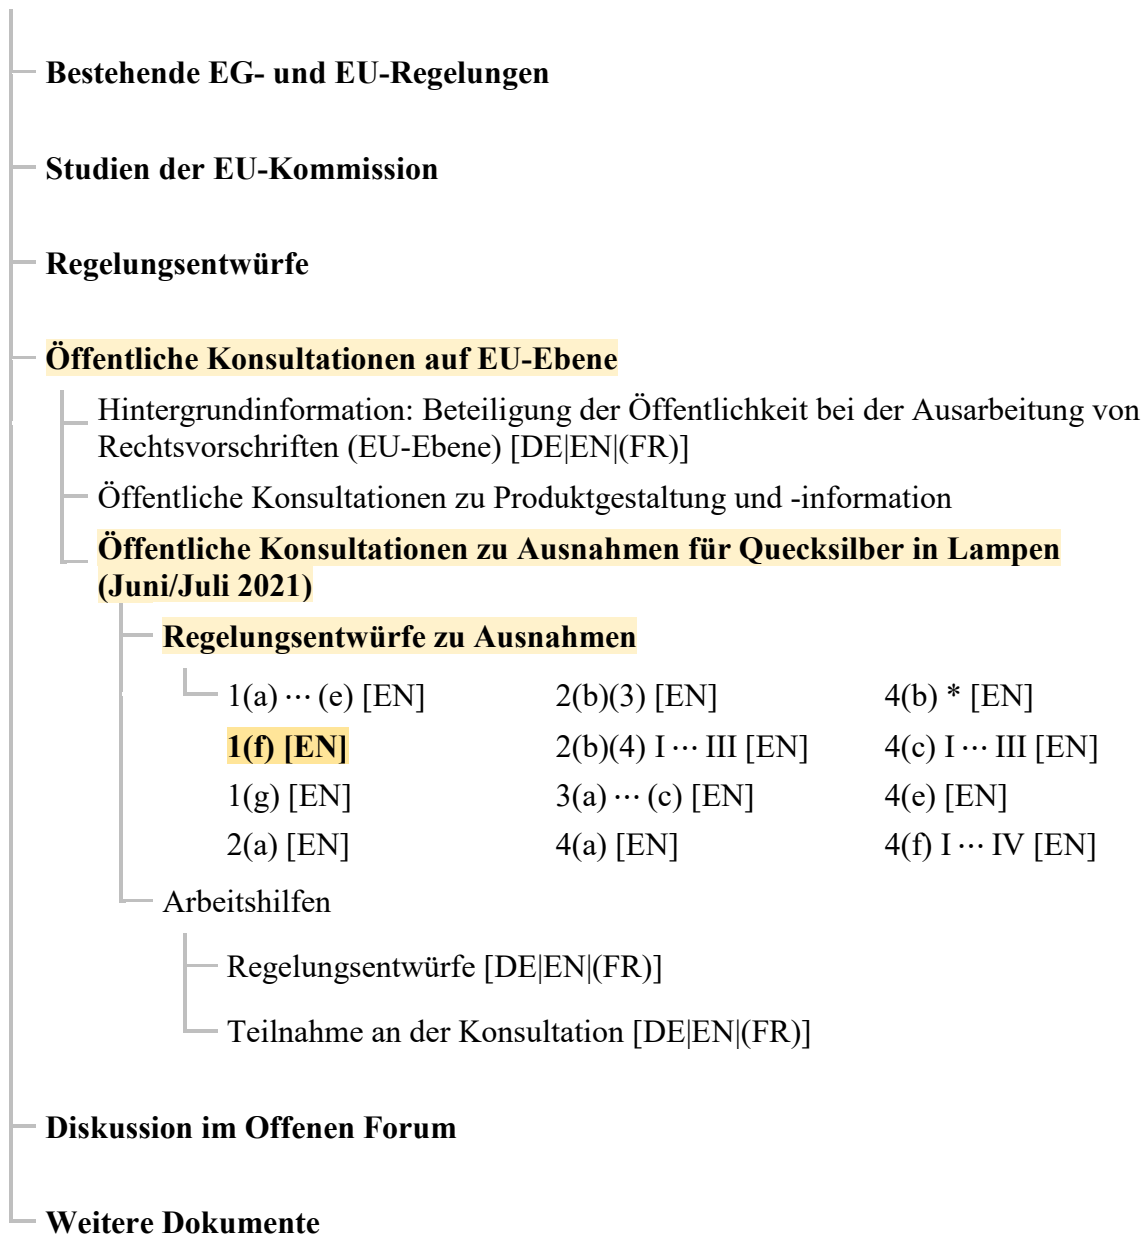 Bestehende EG- und EU-Regelungen
Studien der EU-Kommission
Regelungsentwürfe
Öffentliche Konsultationen auf EU-Ebene
Hintergrundinformation: Beteiligung der Öffentlichkeit bei der Ausarbeitung von
Rechtsvorschriften (EU-Ebene) [DE|EN|(FR)]
Öffentliche Konsultationen zu Produktgestaltung und -information
Öffentliche Konsultationen zu Ausnahmen für Quecksilber in Lampen
(Juni/Juli 2021)
Regelungsentwürfe zu Ausnahmen
1(a) ··· (e) [EN] 2(b)(3) [EN] 4(b) * [EN]
1(f) [EN] 2(b)(4) I ··· III [EN] 4(c) I ··· III [EN]
1(g) [EN] 3(a) ··· (c) [EN] 4(e) [EN]
2(a) [EN] 4(a) [EN] 4(f) I ··· IV [EN]
Arbeitshilfen
Regelungsentwürfe [DE|EN|(FR)]
Teilnahme an der Konsultation [DE|EN|(FR)]
Diskussion im Offenen Forum
Weitere Dokumente